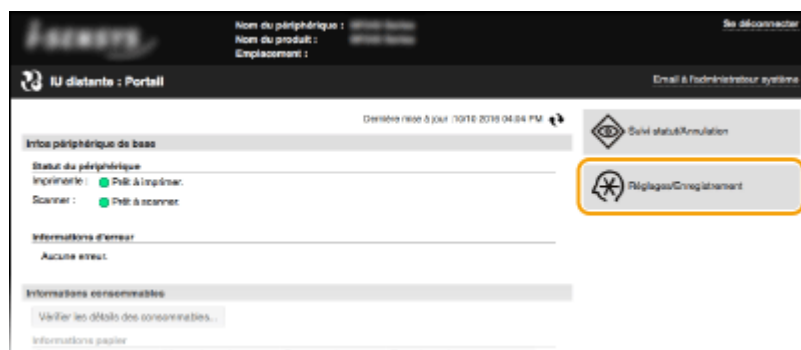 i-SENSYS
Nom du périphérique :
Nom du produit :
Emplacement :
Se déconnecter
IU distante : Portail
Email à l'administrateur système
Dernière mise à jour :10/10 2016 04:04 PM
Infos périphérique de base
Statut du périphérique
Imprimante : Prêt à imprimer.
Scanner : Prêt à scanner.
Informations d'erreur
Aucune erreur.
Informations consommables
Vérifier les détails des consommables...
Informations papier
Suivi statut/Annulation
Réglages/Enregistrement